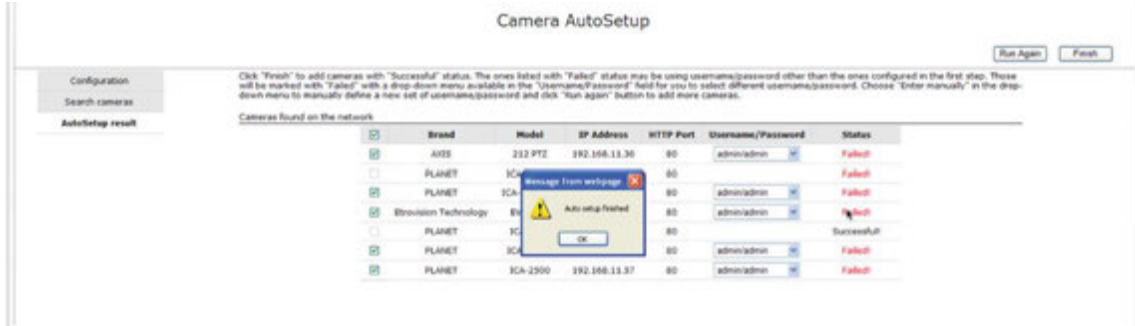 Camera AutoSetup
Run Again Finish
Configuration
Search cameras
AutoSetup result
Click "Finish" to add cameras with "Successful" status. The ones listed with "Failed" status may be using username/password other than the ones configured in the first step. Those
will be marked with "Failed" with a drop-down menu available in the "Username/Password" field for you to select different username/password. Choose "Enter manually" in the drop-
down menu to manually define a new set of username/password and click "Run again" button to add more cameras.
Cameras found on the network
Brand Model IP Address HTTP Port Username/Password Status
AXIS 212 PTZ 192.168.11.36 80 admin/admin Failed!
PLANET 80 Failed!
PLANET ICA- 80 admin/admin Failed!
Etrovision Technology 80 admin/admin
PLANET 80 Successful!
PLANET ICA 80 admin/admin Failed!
PLANET ICA-2500 192.168.11.37 80 admin/admin Failed!
Message from webpage
Auto setup finished
OK